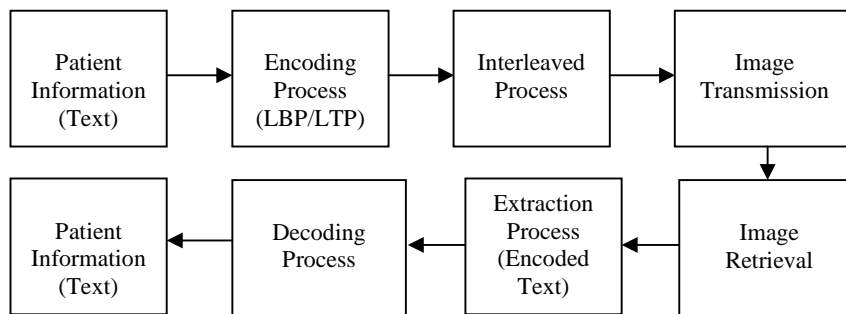 Patient
Information
(Text)
Encoding
Process
(LBP/LTP)
Interleaved
Process
Image
Transmission
Patient
Information
(Text)
Decoding
Process
Extraction
Process
(Encoded
Text)
Image
Retrieval